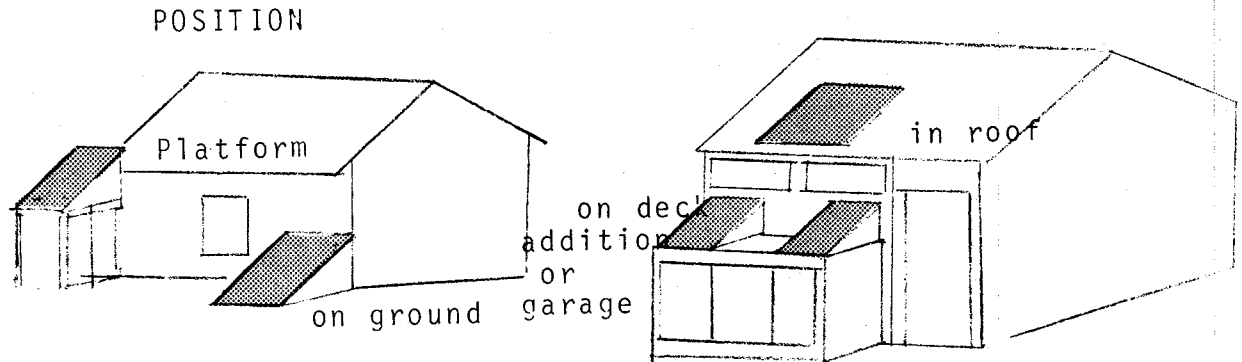 POSITION
Platform
in roof
on deck
addition
or
garage
on ground